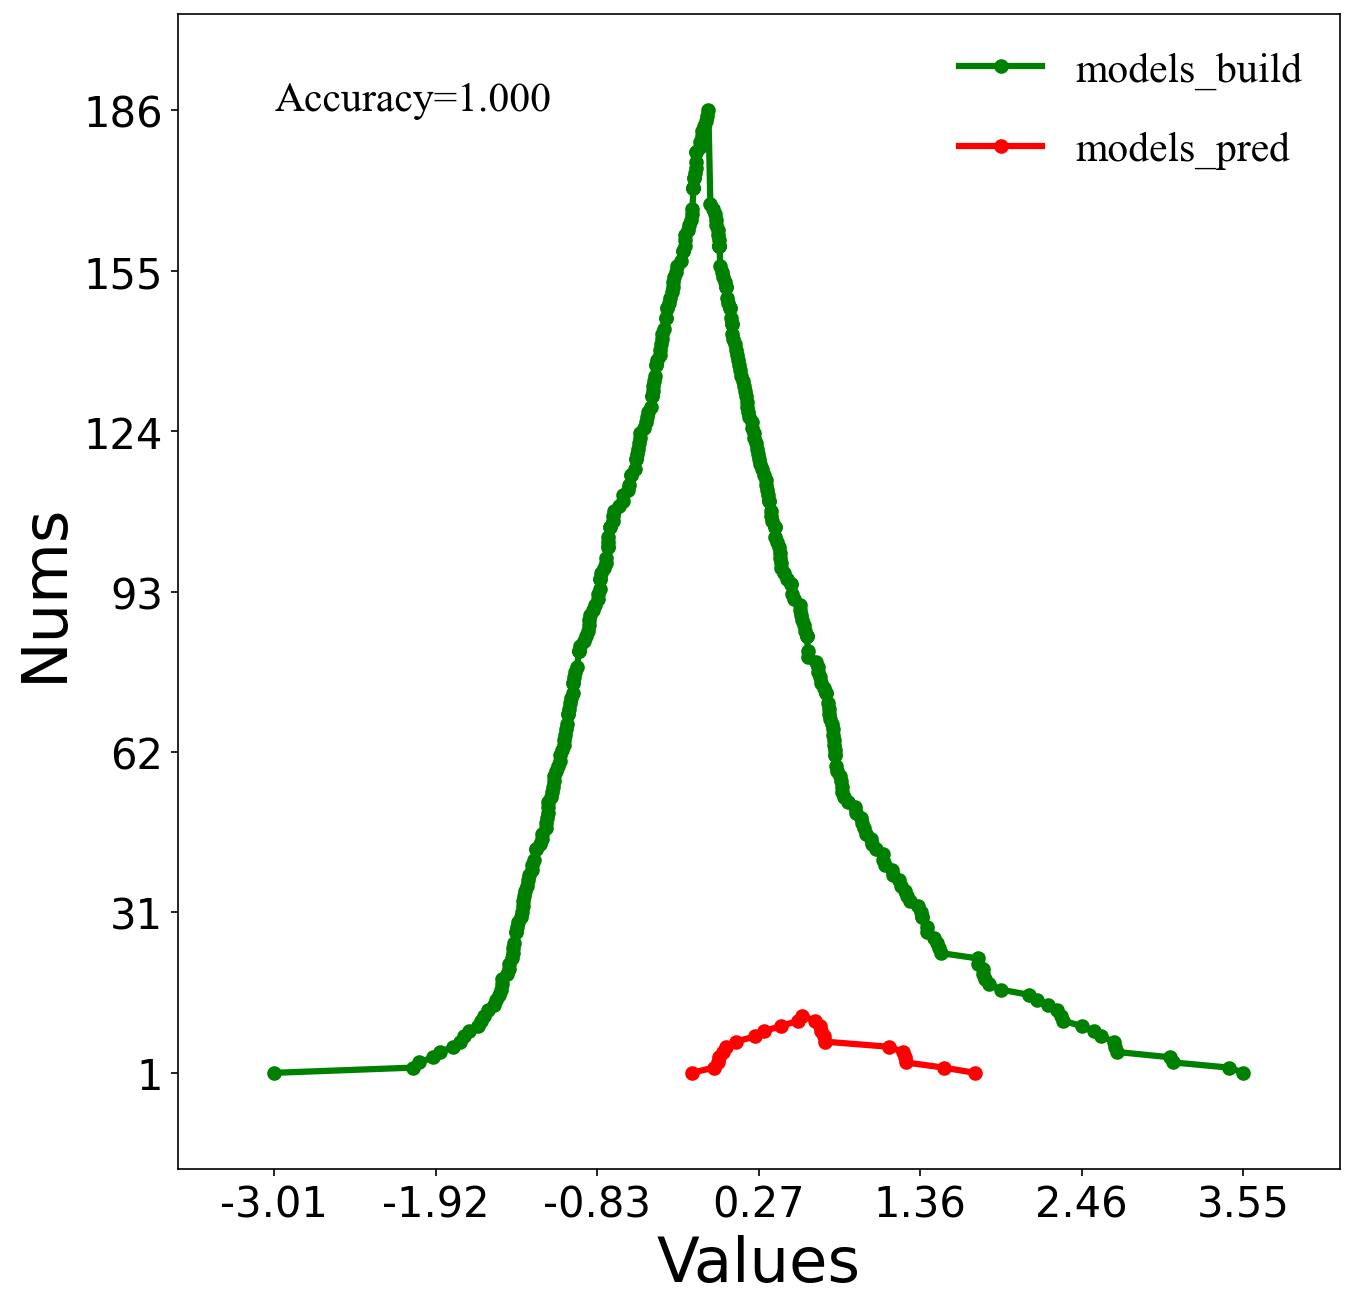 Accuracy=1.000
models_build
models_pred
186
155
124
93
62
31
1
Nums
-3.01 -1.92 -0.83 0.27 1.36 2.46 3.55
Values